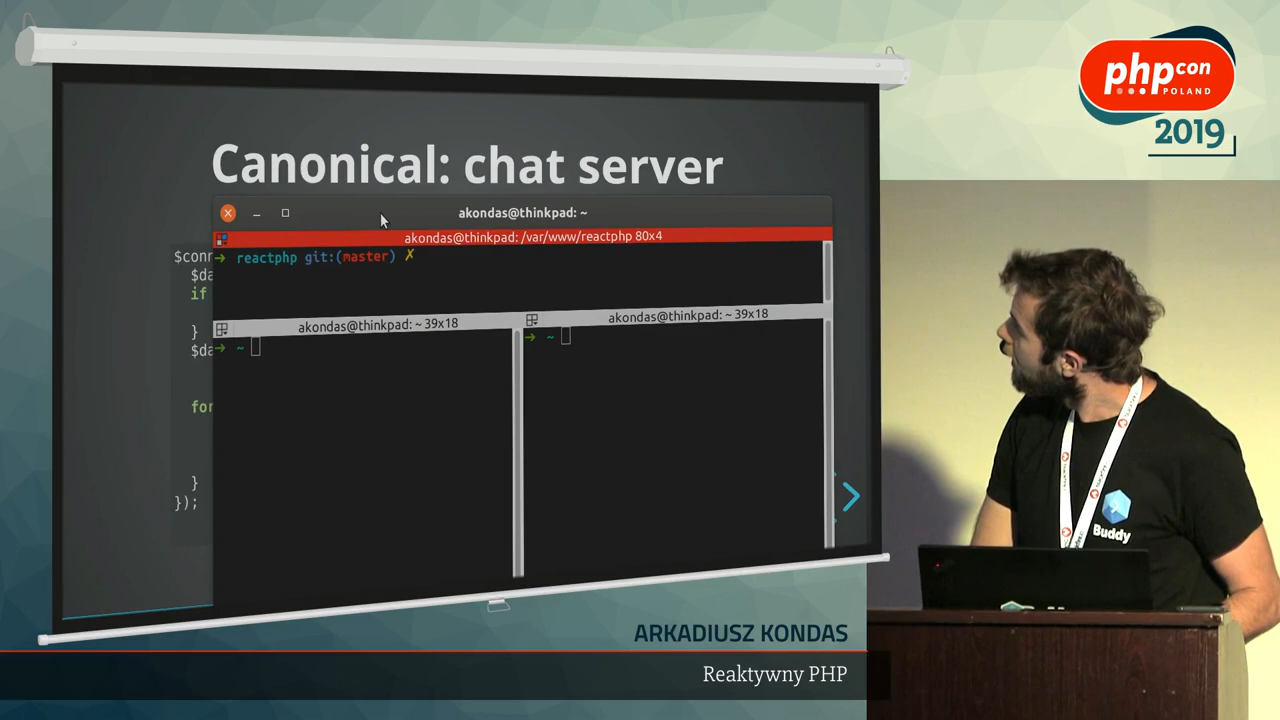 php con
POLAND
2019
Canonical: chat server
akondas@thinkpad: ~
akondas@thinkpad: /var/www/reactphp 80x4
➜ reactphp git:(master) ✗
$conn
$da
if
}
$da
for
}
});
akondas@thinkpad: ~ 39x18
➜ ~
akondas@thinkpad: ~ 39x18
➜ ~
Buddy
ARKADIUSZ KONDAS
Reaktywny PHP